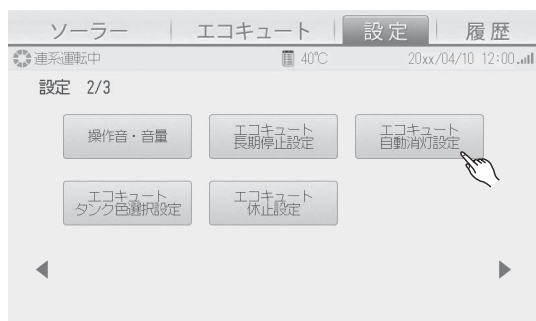 ソーラー エコキュート 設定 履歴
連系運転中 40℃ 20xx/04/10 12:00
設定 2/3
操作音・音量
エコキュート
長期停止設定
エコキュート
自動消灯設定
エコキュート
タンク色選択設定
エコキュート
休止設定